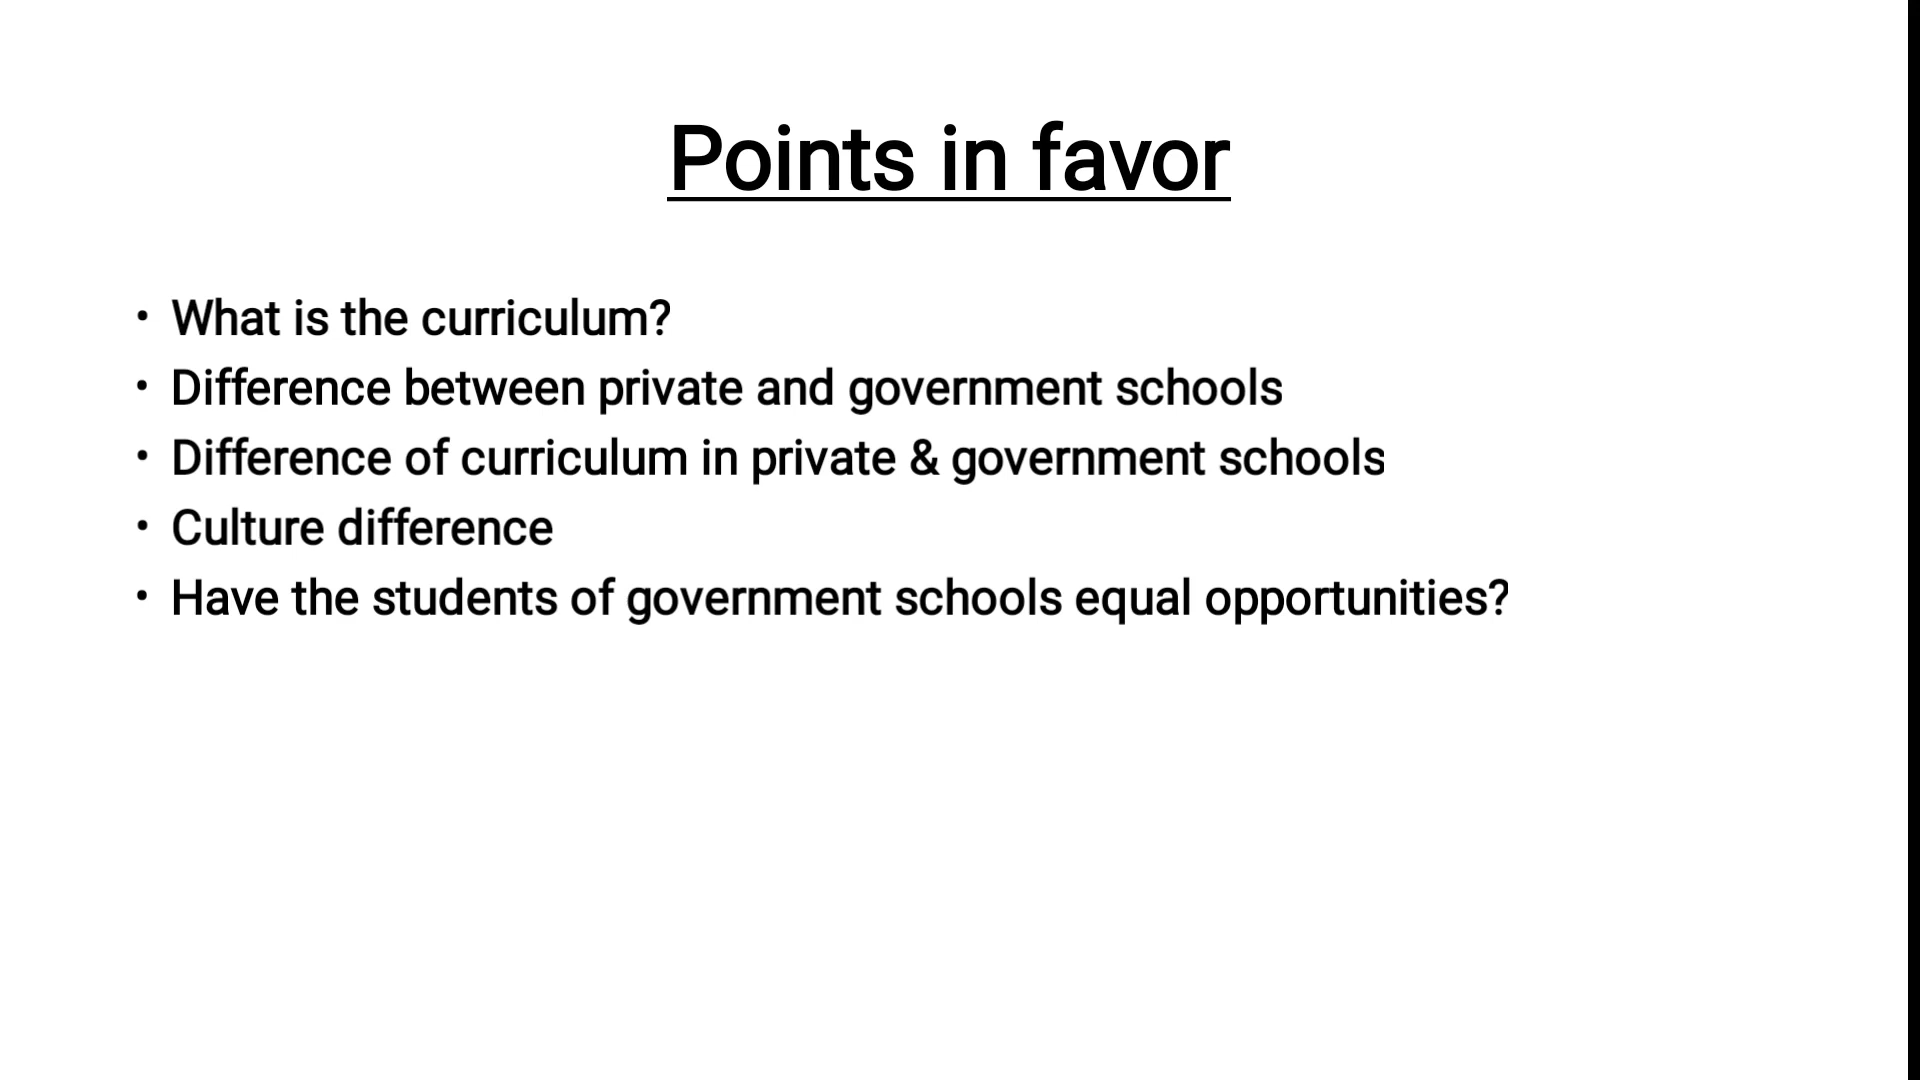 Points in favor
• What is the curriculum?
• Difference between private and government schools
• Difference of curriculum in private & government schools
• Culture difference
• Have the students of government schools equal opportunities?